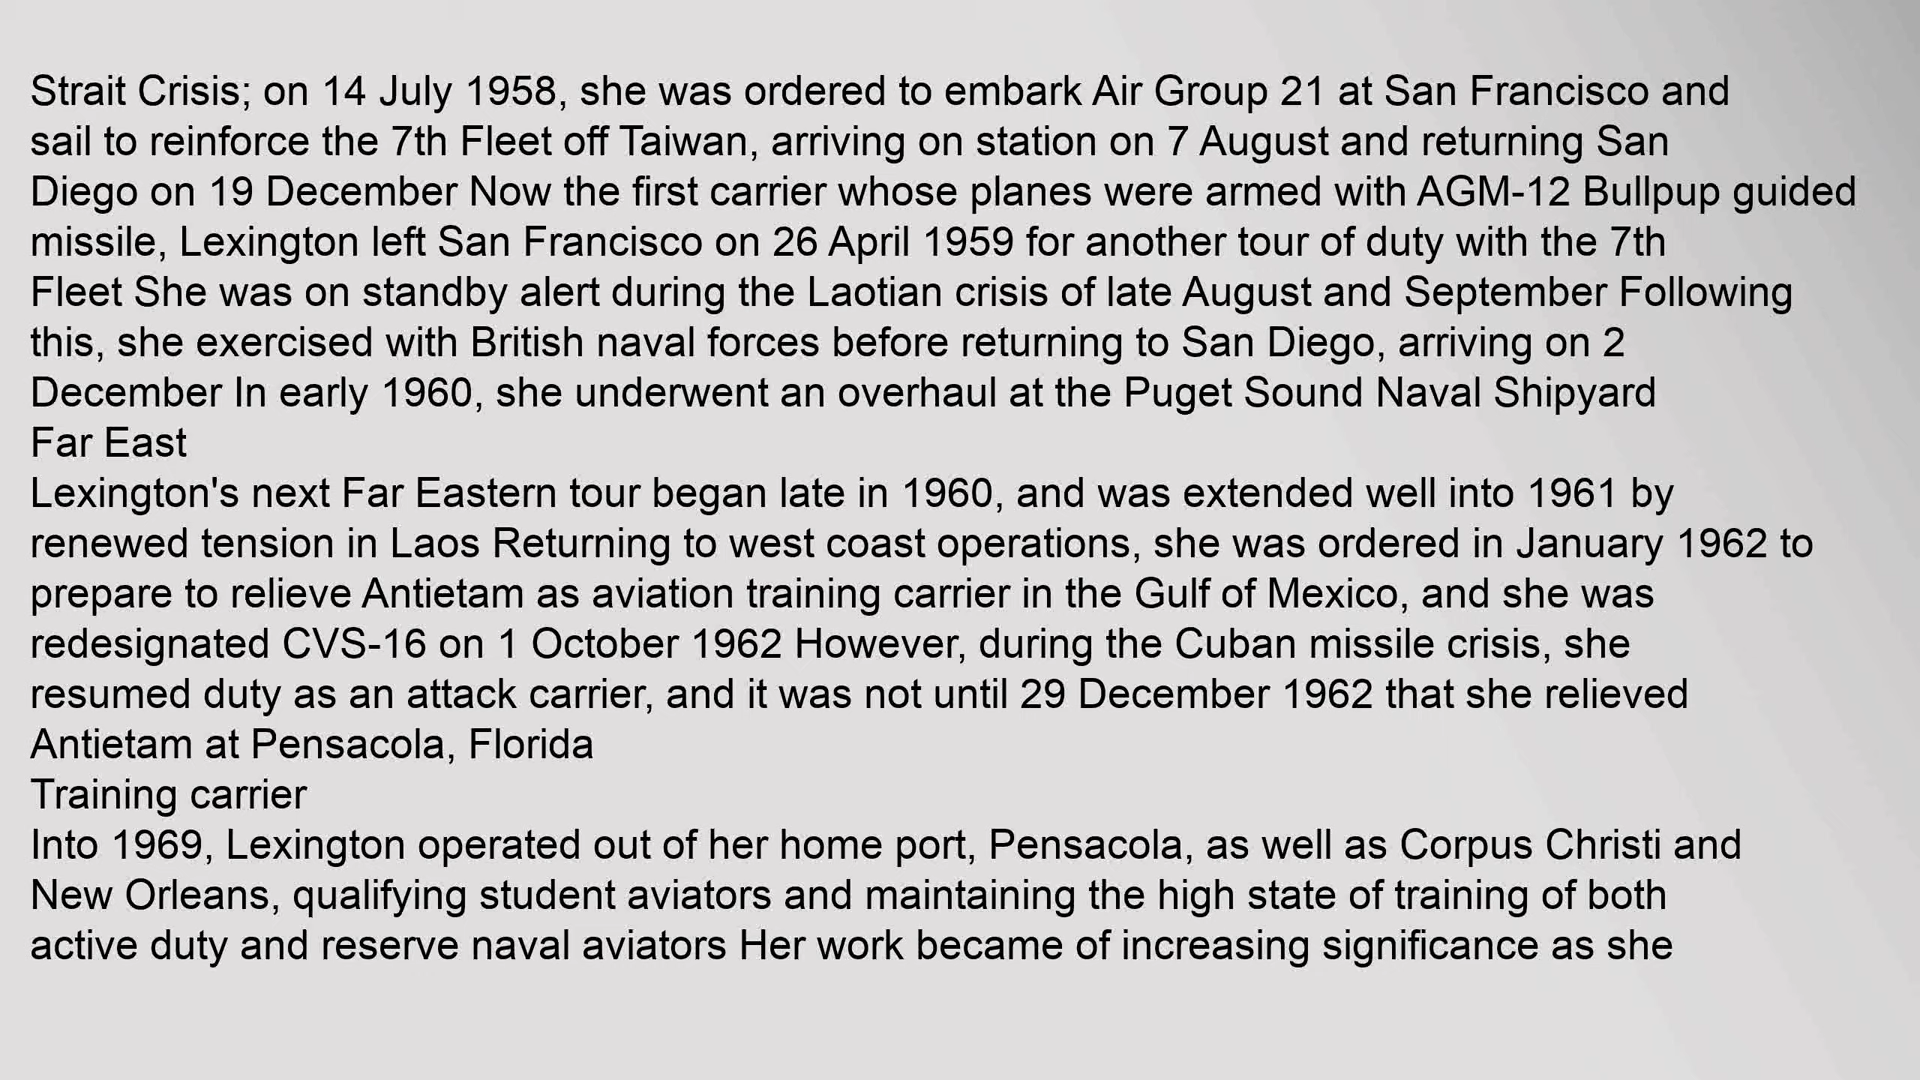 Strait Crisis; on 14 July 1958, she was ordered to embark Air Group 21 at San Francisco and
sail to reinforce the 7th Fleet off Taiwan, arriving on station on 7 August and returning San
Diego on 19 December Now the first carrier whose planes were armed with AGM-12 Bullpup guided
missile, Lexington left San Francisco on 26 April 1959 for another tour of duty with the 7th
Fleet She was on standby alert during the Laotian crisis of late August and September Following
this, she exercised with British naval forces before returning to San Diego, arriving on 2
December In early 1960, she underwent an overhaul at the Puget Sound Naval Shipyard
Far East
Lexington's next Far Eastern tour began late in 1960, and was extended well into 1961 by
renewed tension in Laos Returning to west coast operations, she was ordered in January 1962 to
prepare to relieve Antietam as aviation training carrier in the Gulf of Mexico, and she was
redesignated CVS-16 on 1 October 1962 However, during the Cuban missile crisis, she
resumed duty as an attack carrier, and it was not until 29 December 1962 that she relieved
Antietam at Pensacola, Florida
Training carrier
Into 1969, Lexington operated out of her home port, Pensacola, as well as Corpus Christi and
New Orleans, qualifying student aviators and maintaining the high state of training of both
active duty and reserve naval aviators Her work became of increasing significance as she